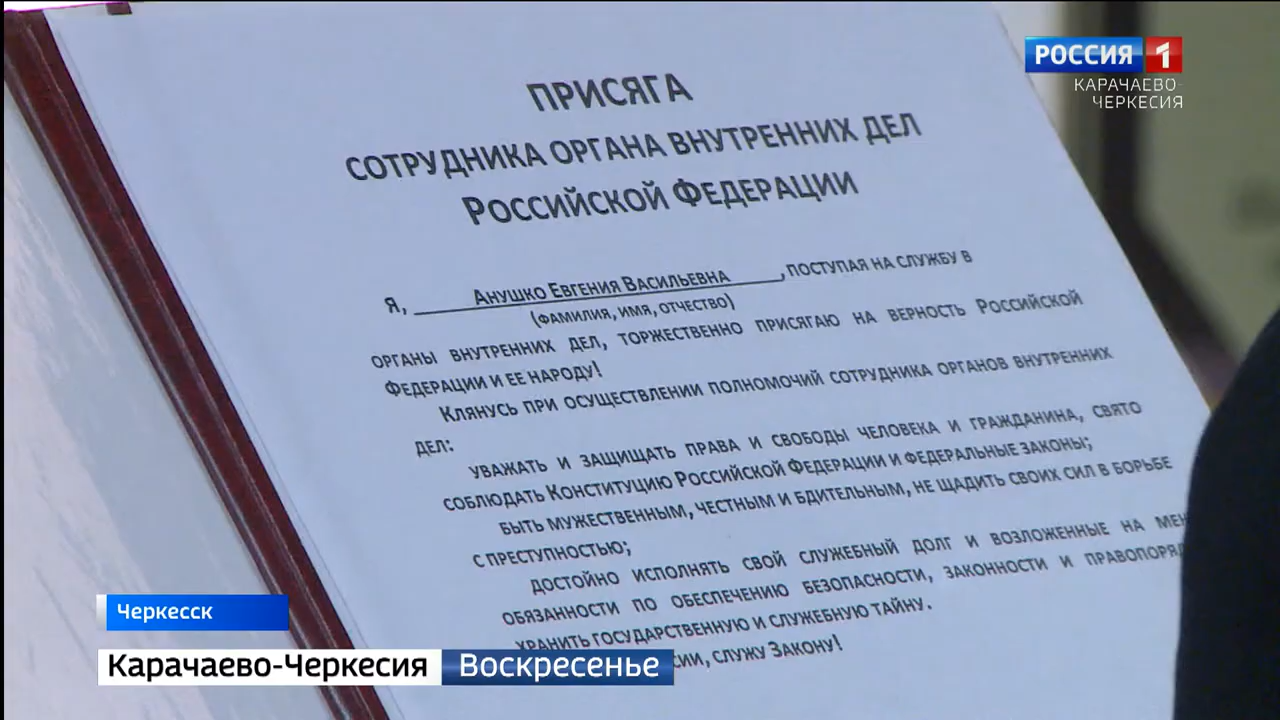 РОССИЯ 1
КАРАЧАЕВО-
ЧЕРКЕСИЯ
ПРИСЯГА
СОТРУДНИКА ОРГАНА ВНУТРЕННИХ ДЕЛ
РОССИЙСКОЙ ФЕДЕРАЦИИ
Я, АНУШКО ЕВГЕНИЯ ВАСИЛЬЕВНА, ПОСТУПАЯ НА СЛУЖБУ В
(ФАМИЛИЯ, ИМЯ, ОТЧЕСТВО)
ОРГАНЫ ВНУТРЕННИХ ДЕЛ, ТОРЖЕСТВЕННО ПРИСЯГАЮ НА ВЕРНОСТЬ РОССИЙСКОЙ
ФЕДЕРАЦИИ И ЕЕ НАРОДУ!
КЛЯНУСЬ ПРИ ОСУЩЕСТВЛЕНИИ ПОЛНОМОЧИЙ СОТРУДНИКА ОРГАНОВ ВНУТРЕННИХ
ДЕЛ:
УВАЖАТЬ И ЗАЩИЩАТЬ ПРАВА И СВОБОДЫ ЧЕЛОВЕКА И ГРАЖДАНИНА, СВЯТО
СОБЛЮДАТЬ КОНСТИТУЦИЮ РОССИЙСКОЙ ФЕДЕРАЦИИ И ФЕДЕРАЛЬНЫЕ ЗАКОНЫ;
БЫТЬ МУЖЕСТВЕННЫМ, ЧЕСТНЫМ И БДИТЕЛЬНЫМ, НЕ ЩАДИТЬ СВОИХ СИЛ В БОРЬБЕ
С ПРЕСТУПНОСТЬЮ;
ДОСТОЙНО ИСПОЛНЯТЬ СВОЙ СЛУЖЕБНЫЙ ДОЛГ И ВОЗЛОЖЕННЫЕ НА
ОБЯЗАННОСТИ ПО ОБЕСПЕЧЕНИЮ БЕЗОПАСНОСТИ, ЗАКОННОСТИ И
ХРАНИТЬ ГОСУДАРСТВЕННУЮ И СЛУЖЕБНУЮ ТАЙНУ.
СЛУЖУ ЗАКОНУ!
Черкесск
Карачаево-Черкесия Воскресенье